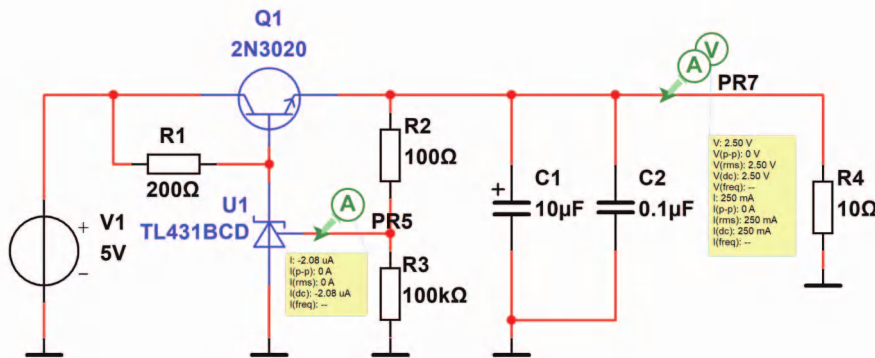 Q1
2N3020
V
A
PR7
R1
200Ω
R2
100Ω
V: 2.50 V
V(p-p): 0 V
V(rms): 2.50 V
V(dc): 2.50 V
V(freq): --
I: 250 mA
I(p-p): 0 A
I(rms): 250 mA
I(dc): 250 mA
I(freq): --
C1
10µF
C2
0.1µF
R4
10Ω
U1
TL431BCD
A
PR5
V1
5V
I: -2.08 uA
I(p-p): 0 A
I(rms): 0 A
I(dc): -2.08 uA
I(freq): --
R3
100kΩ
+
+
−